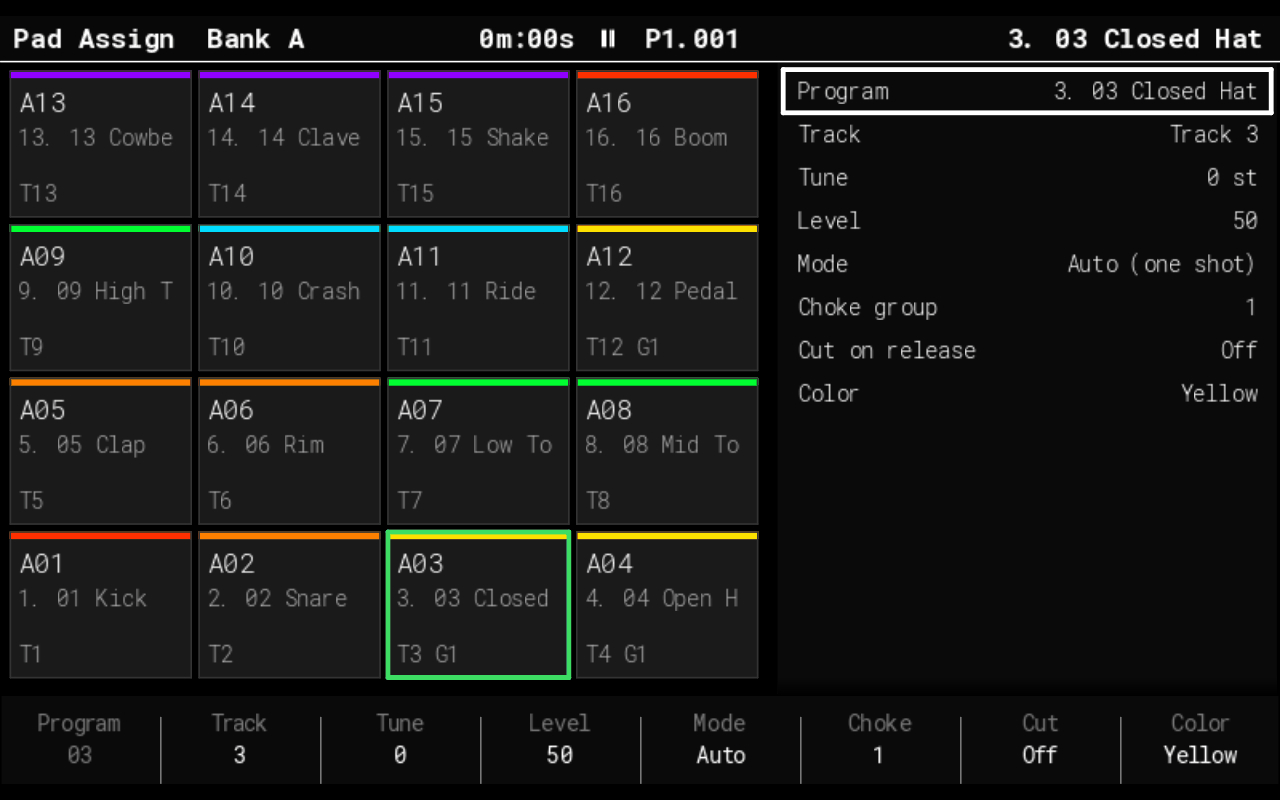 Pad Assign Bank A 0m:00s P1.001 3. 03 Closed Hat
A13
13. 13 Cowbe
T13
A14
14. 14 Clave
T14
A15
15. 15 Shake
T15
A16
16. 16 Boom
T16
A09
9. 09 High T
T9
A10
10. 10 Crash
T10
A11
11. 11 Ride
T11
A12
12. 12 Pedal
T12 G1
A05
5. 05 Clap
T5
A06
6. 06 Rim
T6
A07
7. 07 Low To
T7
A08
8. 08 Mid To
T8
A01
1. 01 Kick
T1
A02
2. 02 Snare
T2
A03
3. 03 Closed
T3 G1
A04
4. 04 Open H
T4 G1
Program 3. 03 Closed Hat
Track Track 3
Tune 0 st
Level 50
Mode Auto (one shot)
Choke group 1
Cut on release Off
Color Yellow
Program
03
Track
3
Tune
0
Level
50
Mode
Auto
Choke
1
Cut
Off
Color
Yellow